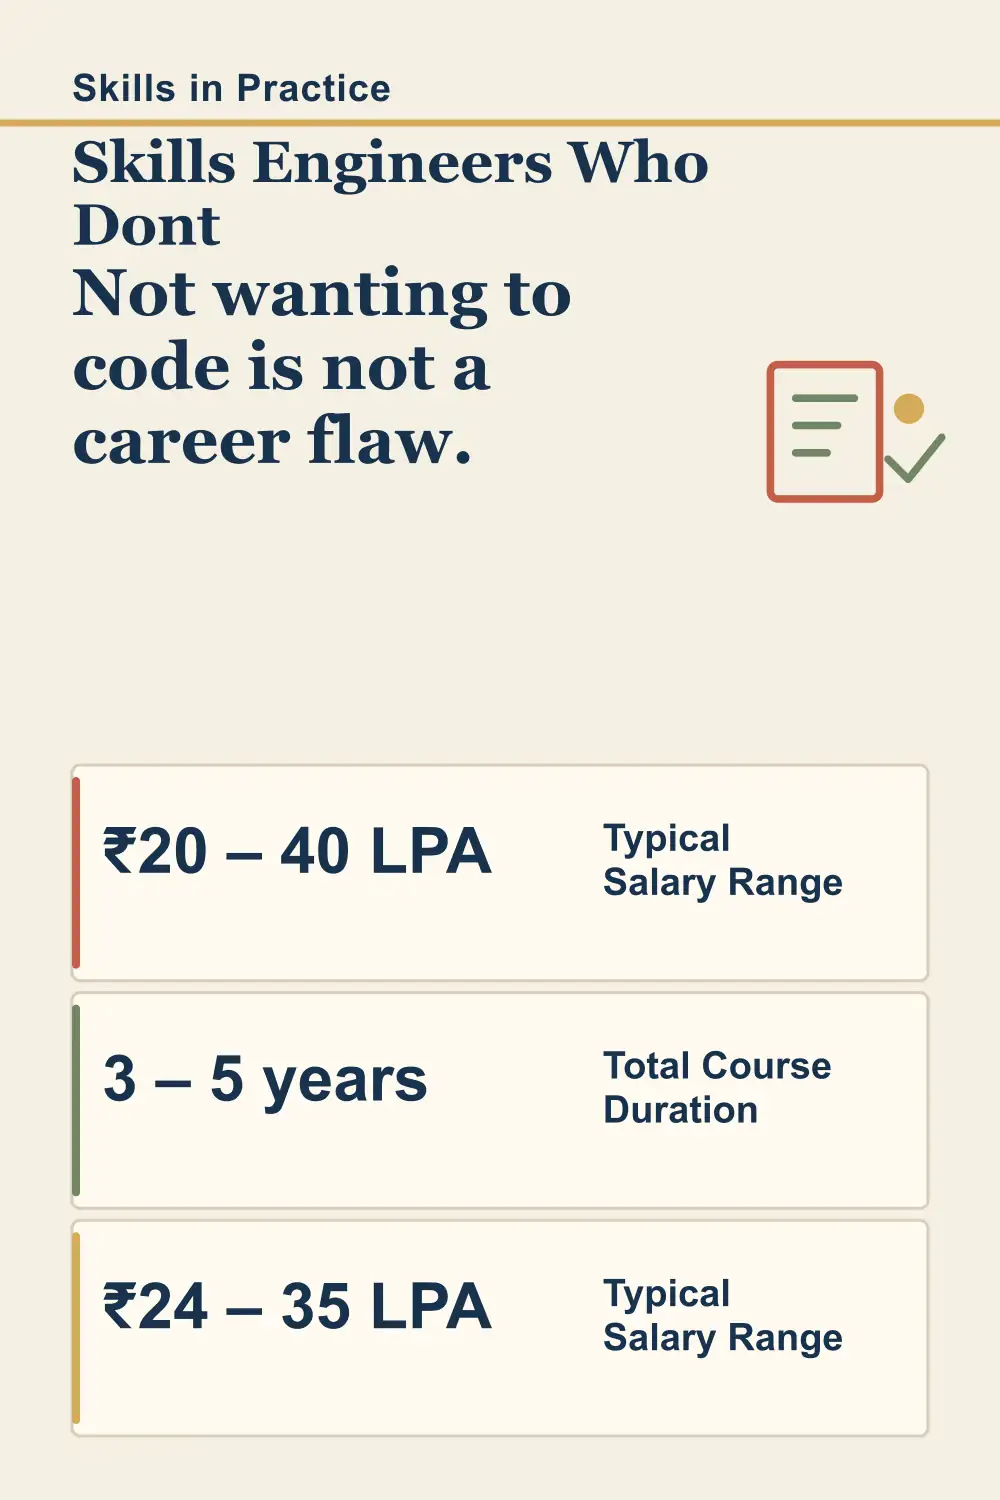 Skills in Practice
Skills Engineers Who
Dont
Not wanting to
code is not a
career flaw.
₹20 – 40 LPA
Typical
Salary Range
3 – 5 years
Total Course
Duration
₹24 – 35 LPA
Typical
Salary Range